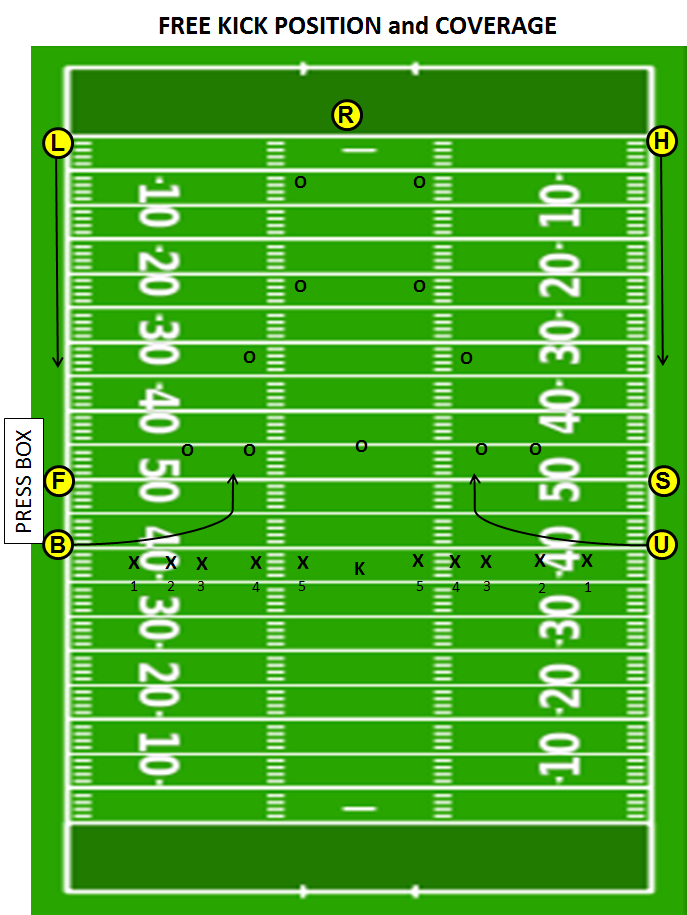 FREE KICK POSITION and COVERAGE
R
L H
O O
10 10
O O
20 20
30 30
O O
40 40
O O O O O
PRESS BOX
F 50 50 S
B 40 40 U
X X X X X K X X X X X
1 2 3 4 5 5 4 3 2 1
30 30
20 20
10 10